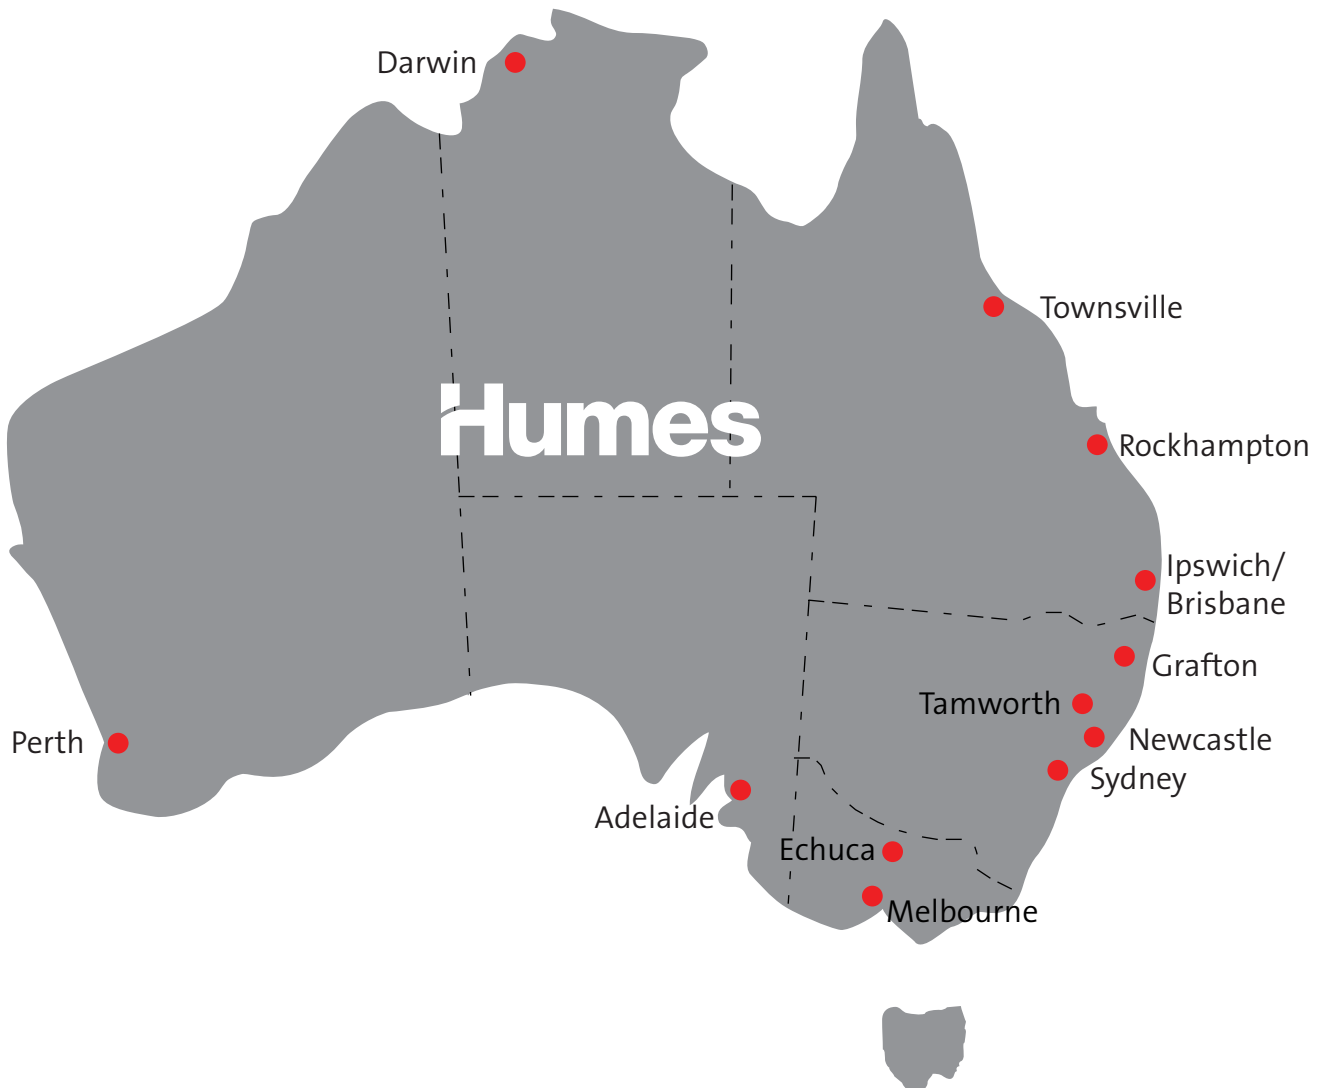 Darwin
Townsville
Humes
Rockhampton
Ipswich/
Brisbane
Grafton
Tamworth
Newcastle
Perth
Sydney
Adelaide
Echuca
Melbourne